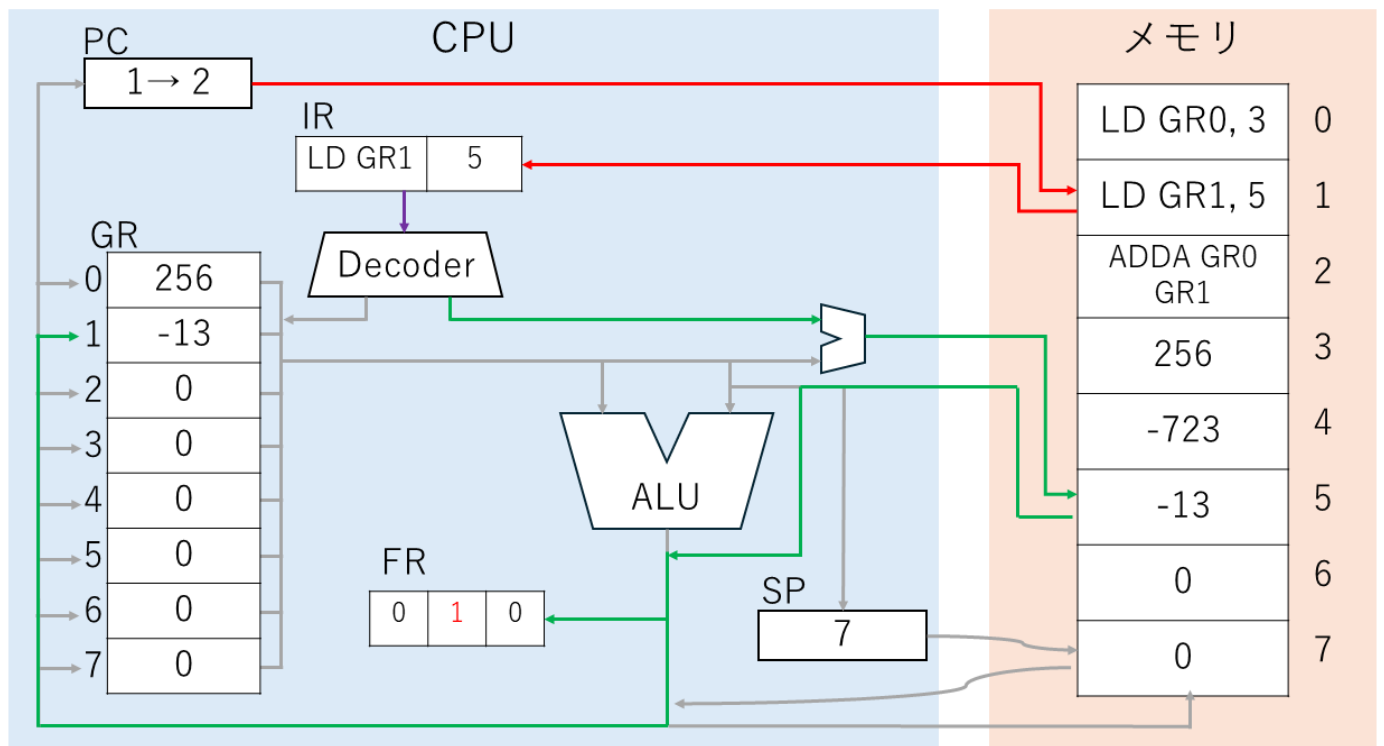 CPU
メモリ
PC
1→ 2
IR
LD GR1 5
Decoder
GR
0 256
1 -13
2 0
3 0
4 0
5 0
6 0
7 0
ALU
FR
0 1 0
SP
7
LD GR0, 3 0
LD GR1, 5 1
ADDA GR0 2
GR1
256 3
-723 4
-13 5
0 6
0 7